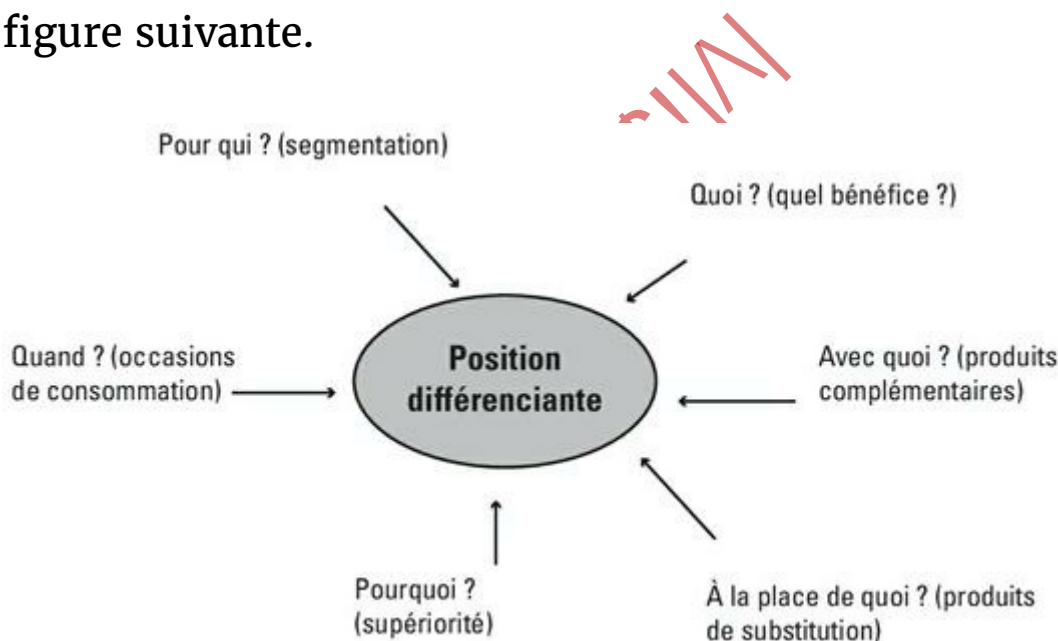 figure suivante.
Pour qui ? (segmentation)
Quoi ? (quel bénéfice ?)
Quand ? (occasions
de consommation)
Position
différenciante
Avec quoi ? (produits
complémentaires)
Pourquoi ?
(supériorité)
À la place de quoi ? (produits
de substitution)